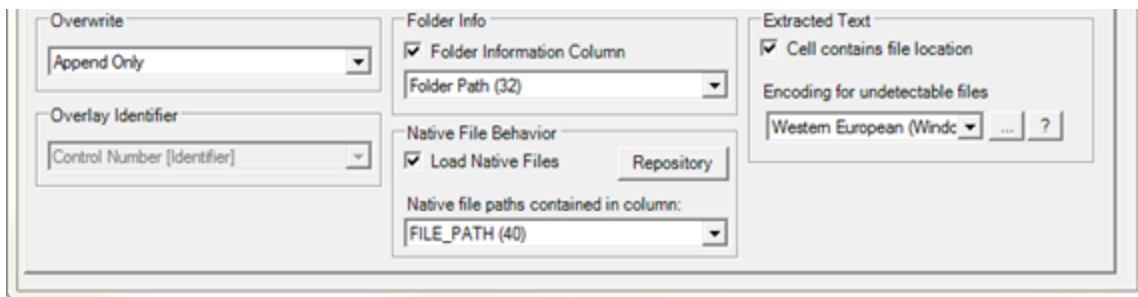 Overwrite
Append Only
Overlay Identifier
Control Number [Identifier]
Folder Info
Folder Information Column
Folder Path (32)
Native File Behavior
Load Native Files
Repository
Native file paths contained in column:
FILE_PATH (40)
Extracted Text
Cell contains file location
Encoding for undetectable files
Western European (Windc
... ?